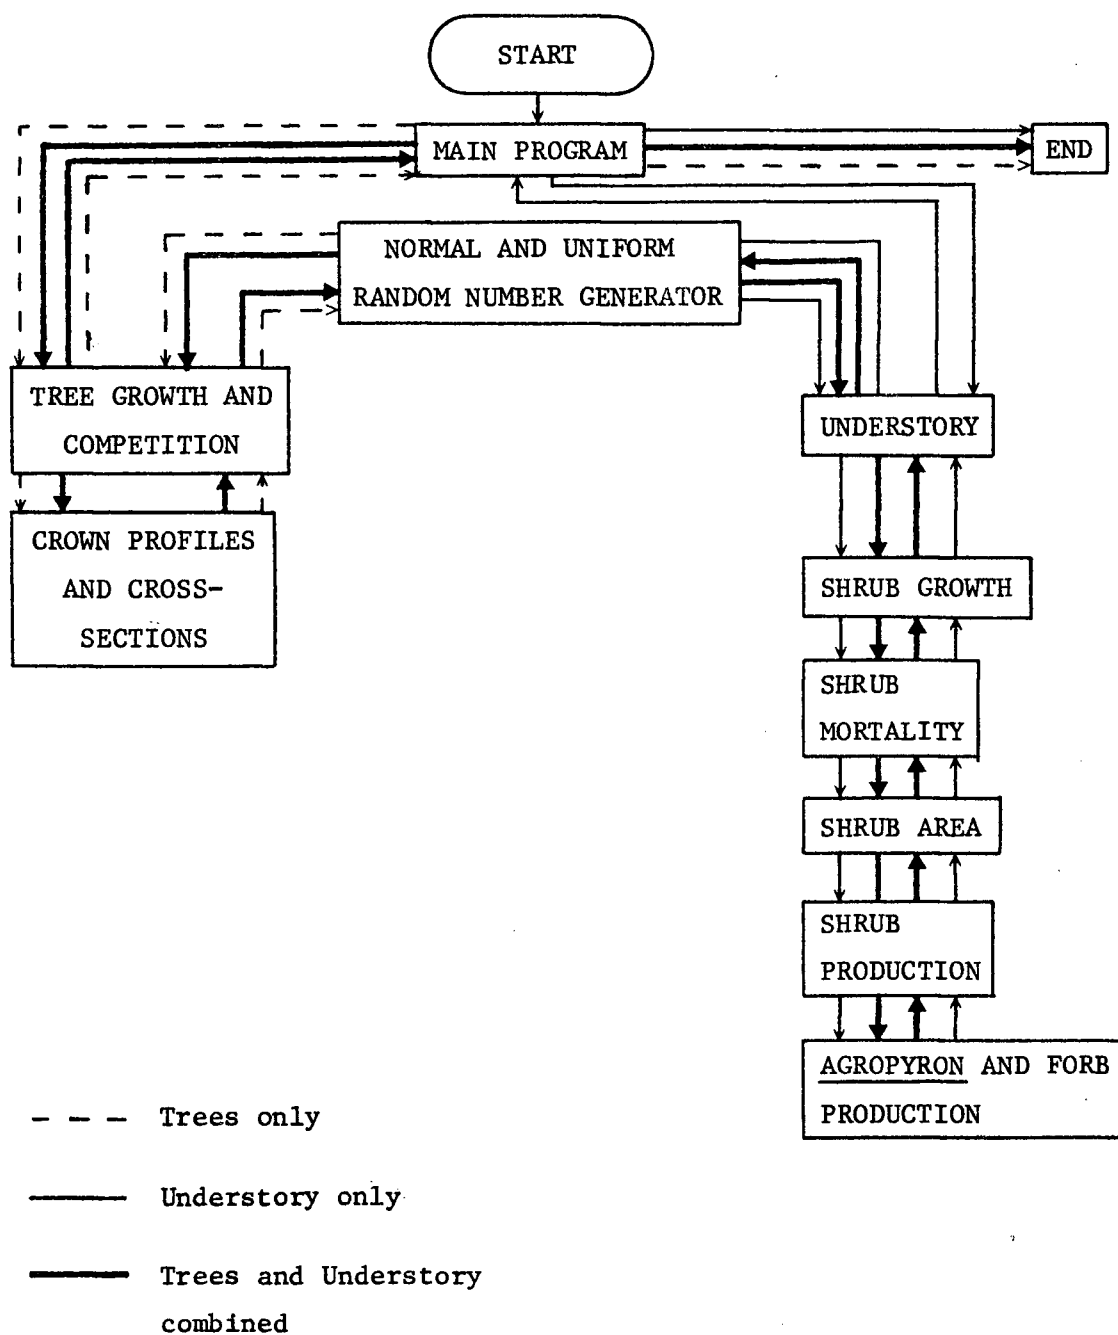 START
MAIN PROGRAM
END
NORMAL AND UNIFORM
RANDOM NUMBER GENERATOR
TREE GROWTH AND
COMPETITION
UNDERSTORY
CROWN PROFILES
AND CROSS-
SECTIONS
SHRUB GROWTH
SHRUB
MORTALITY
SHRUB AREA
SHRUB
PRODUCTION
AGROPYRON AND FORB
PRODUCTION
Trees only
Understory only
Trees and Understory
combined